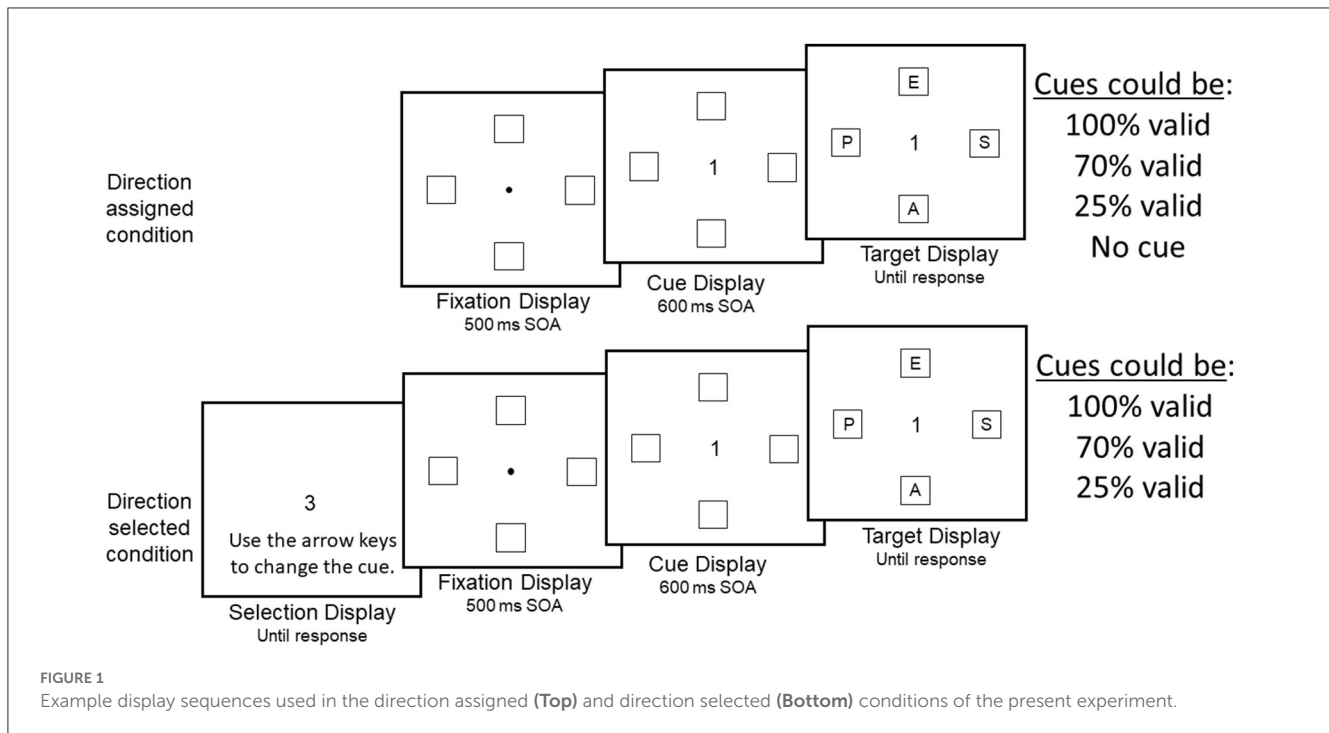 Direction
assigned
condition
1
E
P
1
S
A
Fixation Display
500 ms SOA
Cue Display
600 ms SOA
Target Display
Until response
Cues could be:
100% valid
70% valid
25% valid
No cue
Direction
selected
condition
3
Use the arrow keys
to change the cue.
Selection Display
Until response
Fixation Display
500 ms SOA
1
Cue Display
600 ms SOA
E
P
1
S
A
Target Display
Until response
Cues could be:
100% valid
70% valid
25% valid
FIGURE 1
Example display sequences used in the direction assigned (Top) and direction selected (Bottom) conditions of the present experiment.